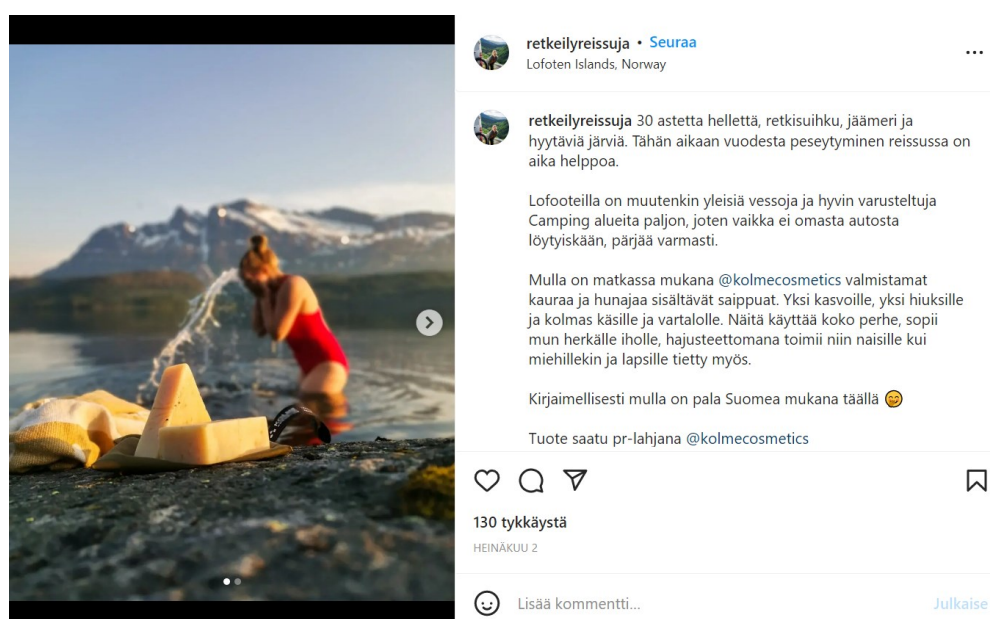 retkeilyreissuja • Seuraa
Lofoten Islands, Norway
retkeilyreissuja 30 astetta hellettä, retkisuihku, jäämeri ja
hyytäviä järviä. Tähän aikaan vuodesta peseytyminen reissussa on
aika helppoa.
Lofooteilla on muutenkin yleisiä vessoja ja hyvin varusteltuja
Camping alueita paljon, joten vaikka ei omasta autosta
löytyiskään, pärjää varmasti.
Mulla on matkassa mukana @kolmecosmetics valmistamat
kauraa ja hunajaa sisältävät saippuat. Yksi kasvoille, yksi hiuksille
ja kolmas käsille ja vartalolle. Näitä käyttää koko perhe, sopii
mun herkälle iholle, hajusteettomana toimii niin naisille kui
miehillekin ja lapsille tietty myös.
Kirjaimellisesti mulla on pala Suomea mukana täällä 🤭
Tuote saatu pr-lahjana @kolmecosmetics
130 tykkäystä
HEINÄKUU 2
Lisää kommentti... Julkaise